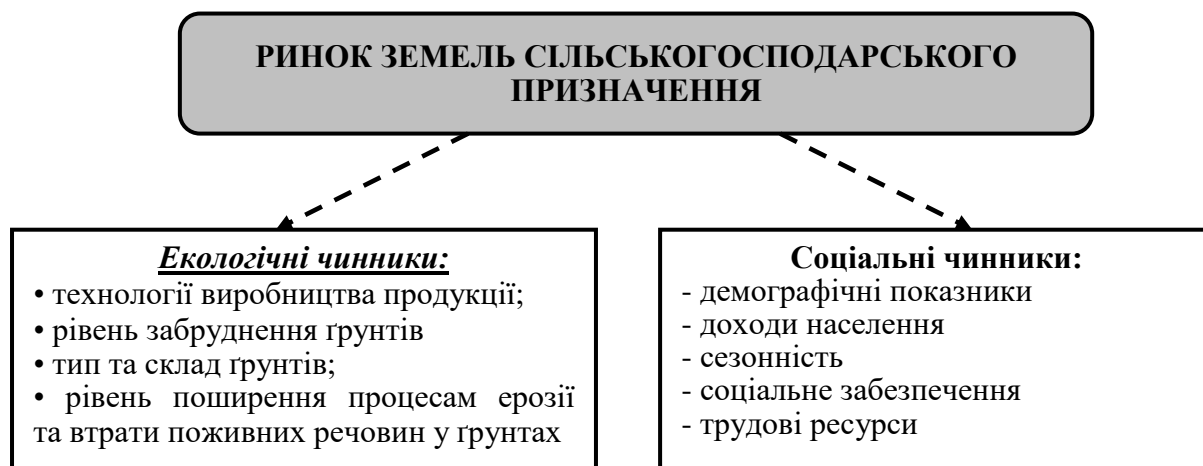 РИНОК ЗЕМЕЛЬ СІЛЬСЬКОГОСПОДАРСЬКОГО
ПРИЗНАЧЕННЯ
Екологічні чинники:
• технології виробництва продукції;
• рівень забруднення ґрунтів
• тип та склад ґрунтів;
• рівень поширення процесам ерозії
та втрати поживних речовин у ґрунтах
Соціальні чинники:
- демографічні показники
- доходи населення
- сезонність
- соціальне забезпечення
- трудові ресурси